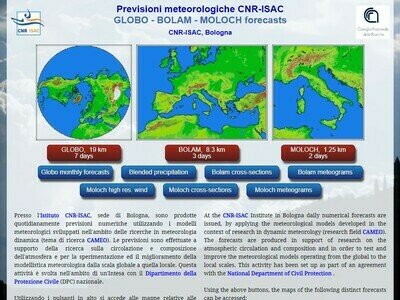 Previsioni meteorologiche CNR-ISAC
GLOBO - BOLAM - MOLOCH forecasts
CNR-ISAC, Bologna
CNR - ISAC
Consiglio Nazionale
delle Ricerche
GLOBO, 19 km
7 days
BOLAM, 8.3 km
3 days
MOLOCH, 1.25 km
2 days
Globo monthly forecasts
Blended precipitation
Bolam cross-sections
Bolam meteograms
Moloch high res. wind
Moloch cross-sections
Moloch meteograms
Presso l'Istituto CNR-ISAC, sede di Bologna, sono prodotte
quotidianamente previsioni numeriche utilizzando i modelli
meteorologici sviluppati nell'ambito delle ricerche in meteorologia
dinamica (tema di ricerca CAMEO). Le previsioni sono effettuate a
supporto della ricerca sulla circolazione e composizione
dell'atmosfera e per la sperimentazione ed il miglioramento della
modellistica meteorologica dalla scala globale a quella locale. Questa
attività è svolta nell'ambito di un'Intesa con il Dipartimento della
Protezione Civile (DPC) nazionale.
Utilizzando i pulsanti in alto si accede alle mappe relative alle
At the CNR-ISAC Institute in Bologna daily numerical forecasts are
issued, by applying the meteorological models developed in the
context of research in dynamical meteorology (research field CAMEO).
The forecasts are produced in support of research on the
atmospheric circulation and composition and in order to test and
improve the meteorological models operating from the global to the
local scales. This activity has been set up as part of an agreement
with the National Department of Civil Protection .
Using the above buttons, the maps of the following distinct forecasts
can be accessed: